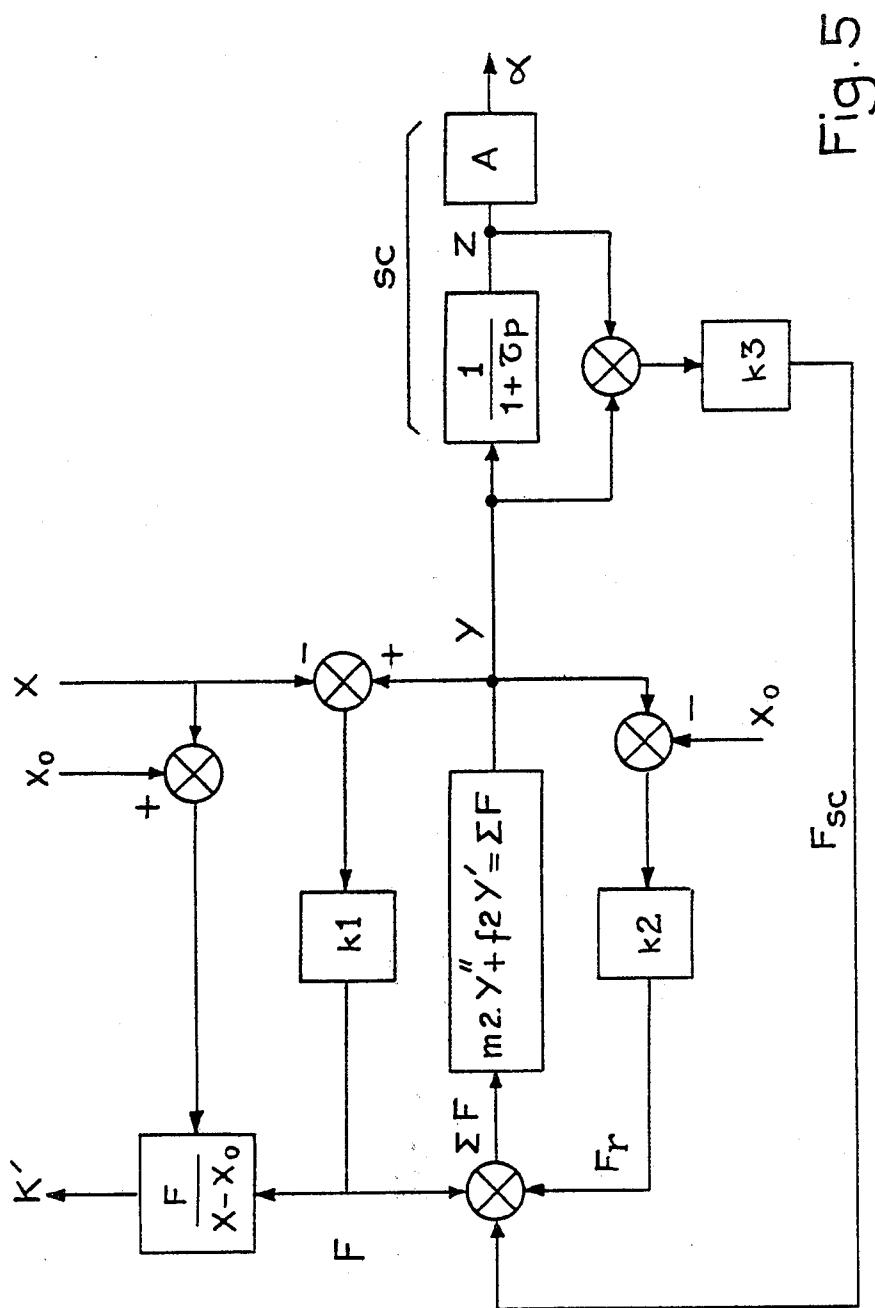 X
X₀
+
−
+
−
X₀
K′
F
X-X₀
k1
F
ΣF
m2.y″+f2y′=ΣF
Y
Fr
k2
sc
1
1+τp
Z
A
α
k3
Fsc
Fig. 5